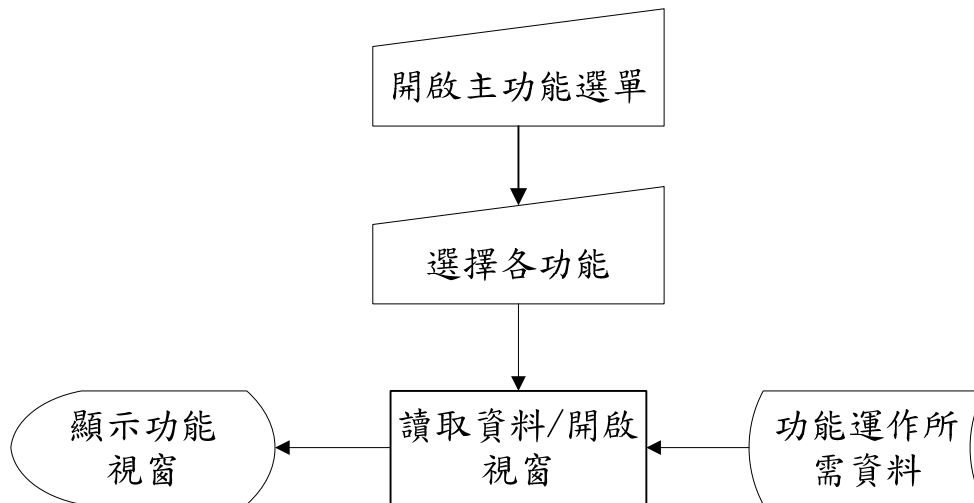 開啟主功能選單
選擇各功能
顯示功能
視窗
讀取資料/開啟
視窗
功能運作所
需資料